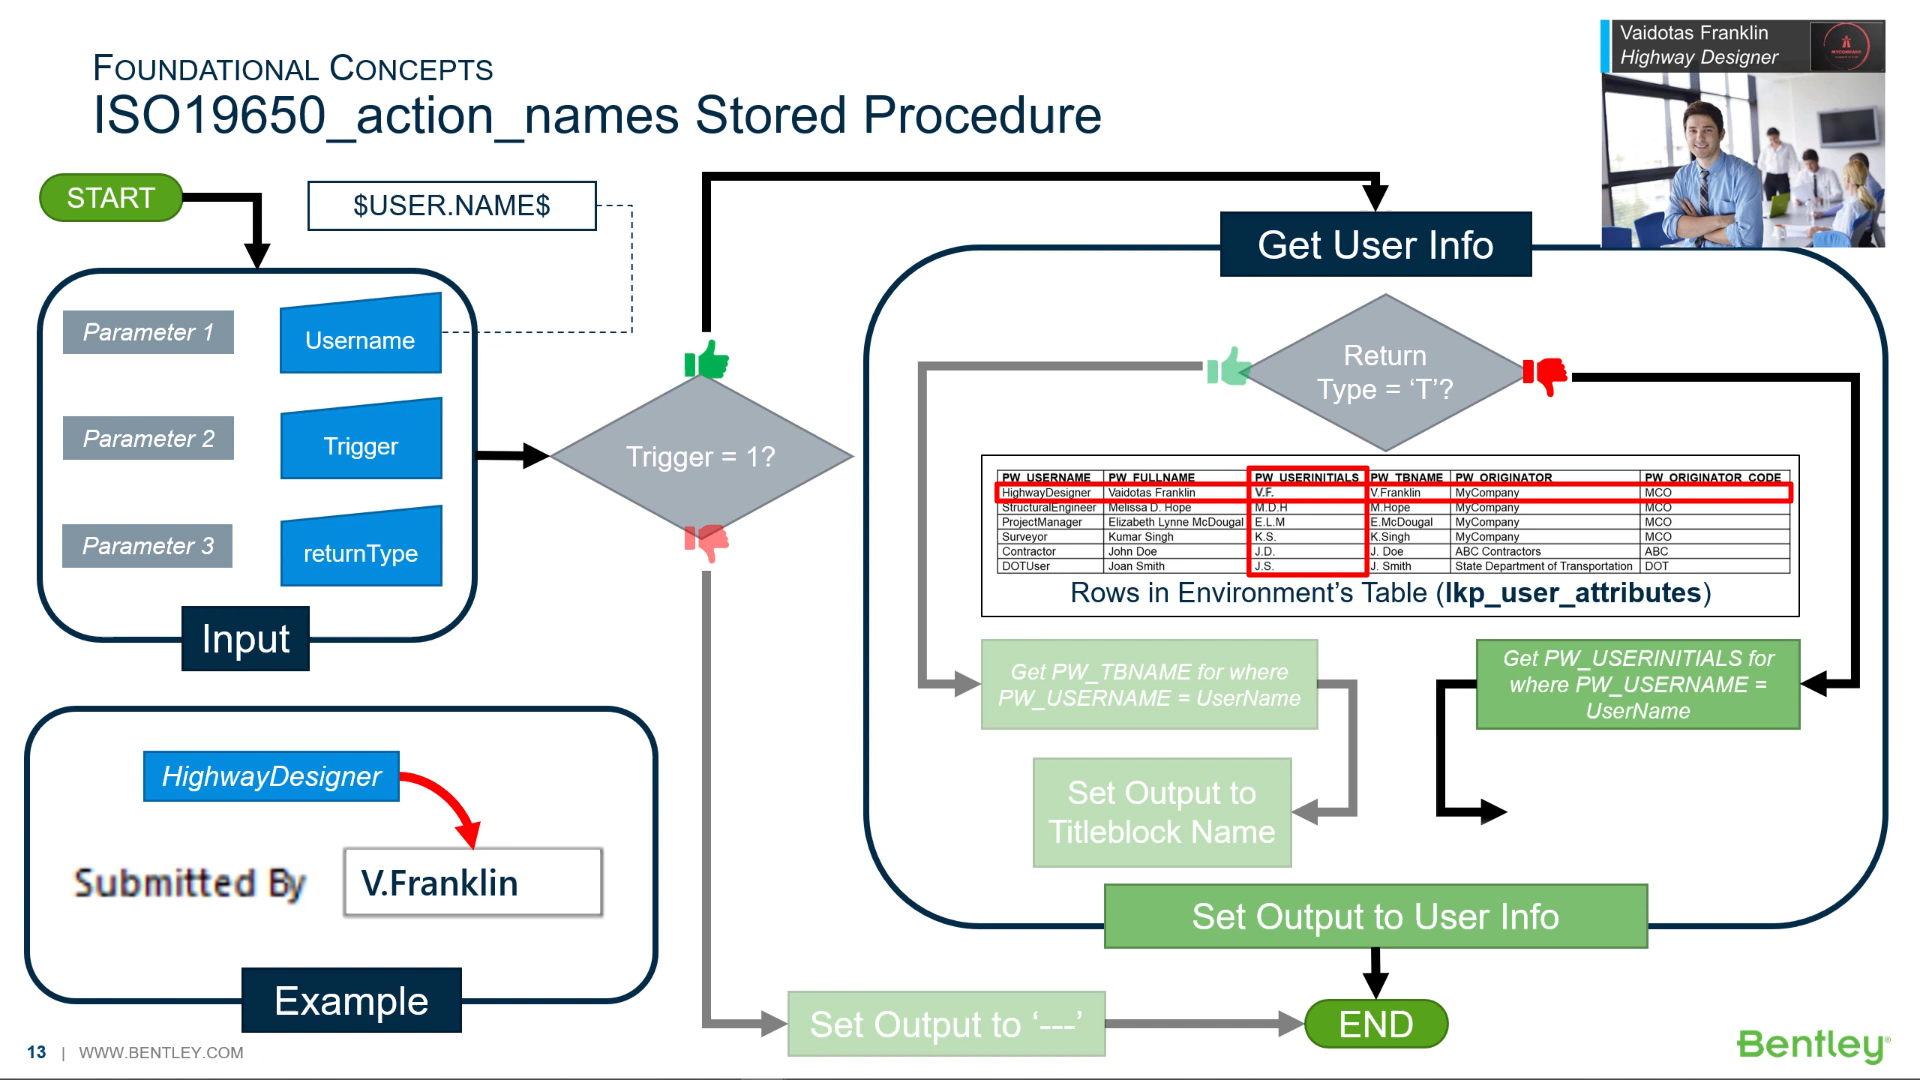 FOUNDATIONAL CONCEPTS
ISO19650_action_names Stored Procedure
Vaidotas Franklin
Highway Designer
START
$USER.NAME$
Parameter 1
Username
Parameter 2
Trigger
Parameter 3
returnType
Input
Trigger = 1?
Get User Info
Return
Type = ‘T’?
PW_USERNAME PW_FULLNAME PW_USERINITIALS PW_TBNAME PW_ORIGINATOR PW_ORIGINATOR_CODE
HighwayDesigner Vaidotas Franklin V.F. V.Franklin MyCompany MCO
StructuralEngineer Melissa D. Hope M.D.H M.Hope MyCompany MCO
ProjectManager Elizabeth Lynne McDougal E.L.M E.McDougal MyCompany MCO
Surveyor Kumar Singh K.S. K.Singh MyCompany MCO
Contractor John Doe J.D. J. Doe ABC Contractors ABC
DOTUser Joan Smith J.S. J. Smith State Department of Transportation DOT
Rows in Environment’s Table (lkp_user_attributes)
Get PW_TBNAME for where
PW_USERNAME = UserName
Get PW_USERINITIALS for
where PW_USERNAME =
UserName
Set Output to
Titleblock Name
Set Output to User Info
HighwayDesigner
Submitted By
V.Franklin
Example
Set Output to ‘---’
END
13 | WWW.BENTLEY.COM
Bentley®